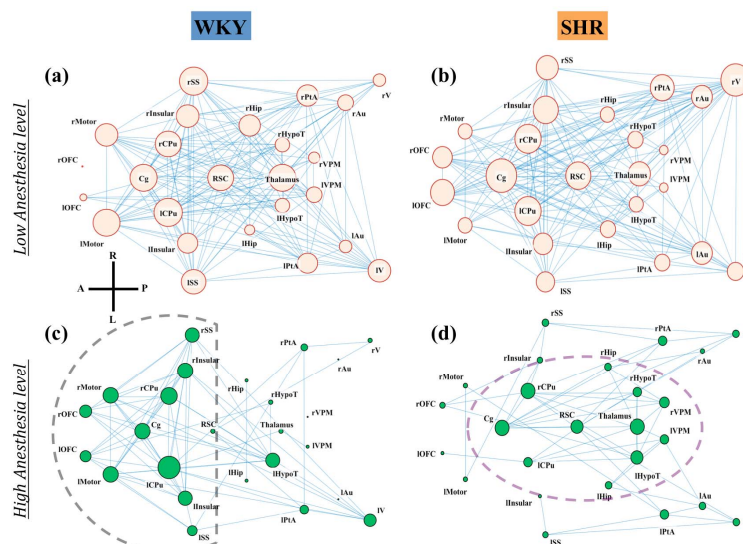 WKY
SHR
Low Anesthesia level
High Anesthesia level
(a)
rSS
rV
rPtA
rInsular
rHip
rAu
rMotor
rCPu
rHypoT
rOFC
rVPM
Cg
RSC
Thalamus
lVPM
lOFC
lCPu
lHypoT
lMotor
lHip
lAu
lInsular
lPtA
lV
lSS
R
A
P
L
(b)
rSS
rV
rPtA
rInsular
rAu
rHip
rMotor
rHypoT
rCPu
rOFC
rVPM
Cg
RSC
Thalamus
lVPM
lOFC
lCPu
lHypoT
lMotor
lHip
lAu
lInsular
lPtA
lSS
(c)
rSS
rV
rPtA
rInsular
rAu
rMotor
rCPu
rHip
rHypoT
rOFC
rVPM
Cg
RSC
Thalamus
lOFC
lVPM
lCPu
lHypoT
lMotor
lHip
lAu
lInsular
lV
lPtA
lSS
(d)
rSS
rPtA
rHip
rInsular
rAu
rMotor
rCPu
rHypoT
rOFC
rVPM
Cg
RSC
Thalamus
lVPM
lOFC
lCPu
lHypoT
lMotor
lHip
lAu
lInsular
lPtA
lSS